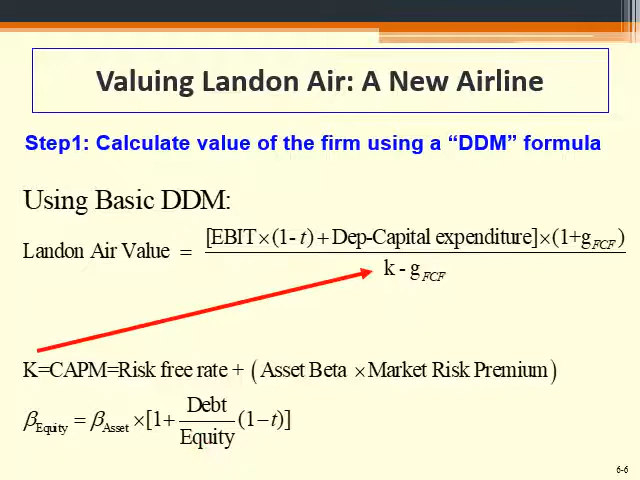 Valuing Landon Air: A New Airline
Step1: Calculate value of the firm using a “DDM” formula
Using Basic DDM:
Landon Air Value = [EBIT×(1- t)+Dep-Capital expenditure]×(1+g_FCF) / k - g_FCF
K=CAPM=Risk free rate + (Asset Beta ×Market Risk Premium)
β_Equity = β_Asset ×[1+ Debt/Equity (1−t)]
6-6